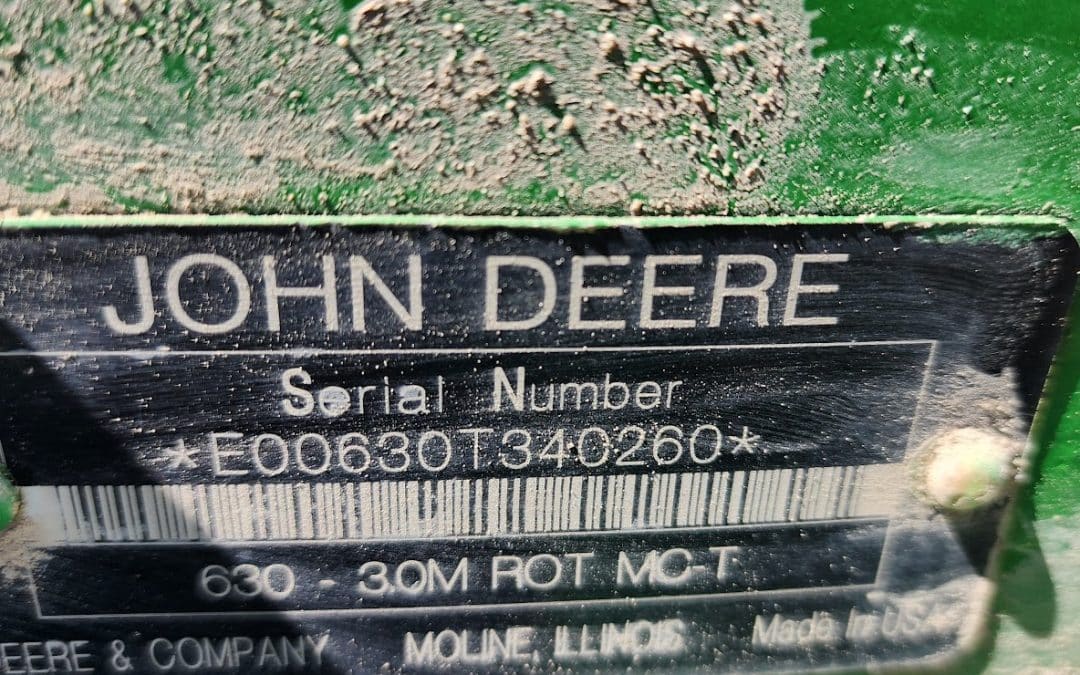 JOHN DEERE
Serial Number
*E00630T340260*
630 - 3.0M ROT MC-T
EERE & COMPANY MOLINE, ILLINOIS Made In USA